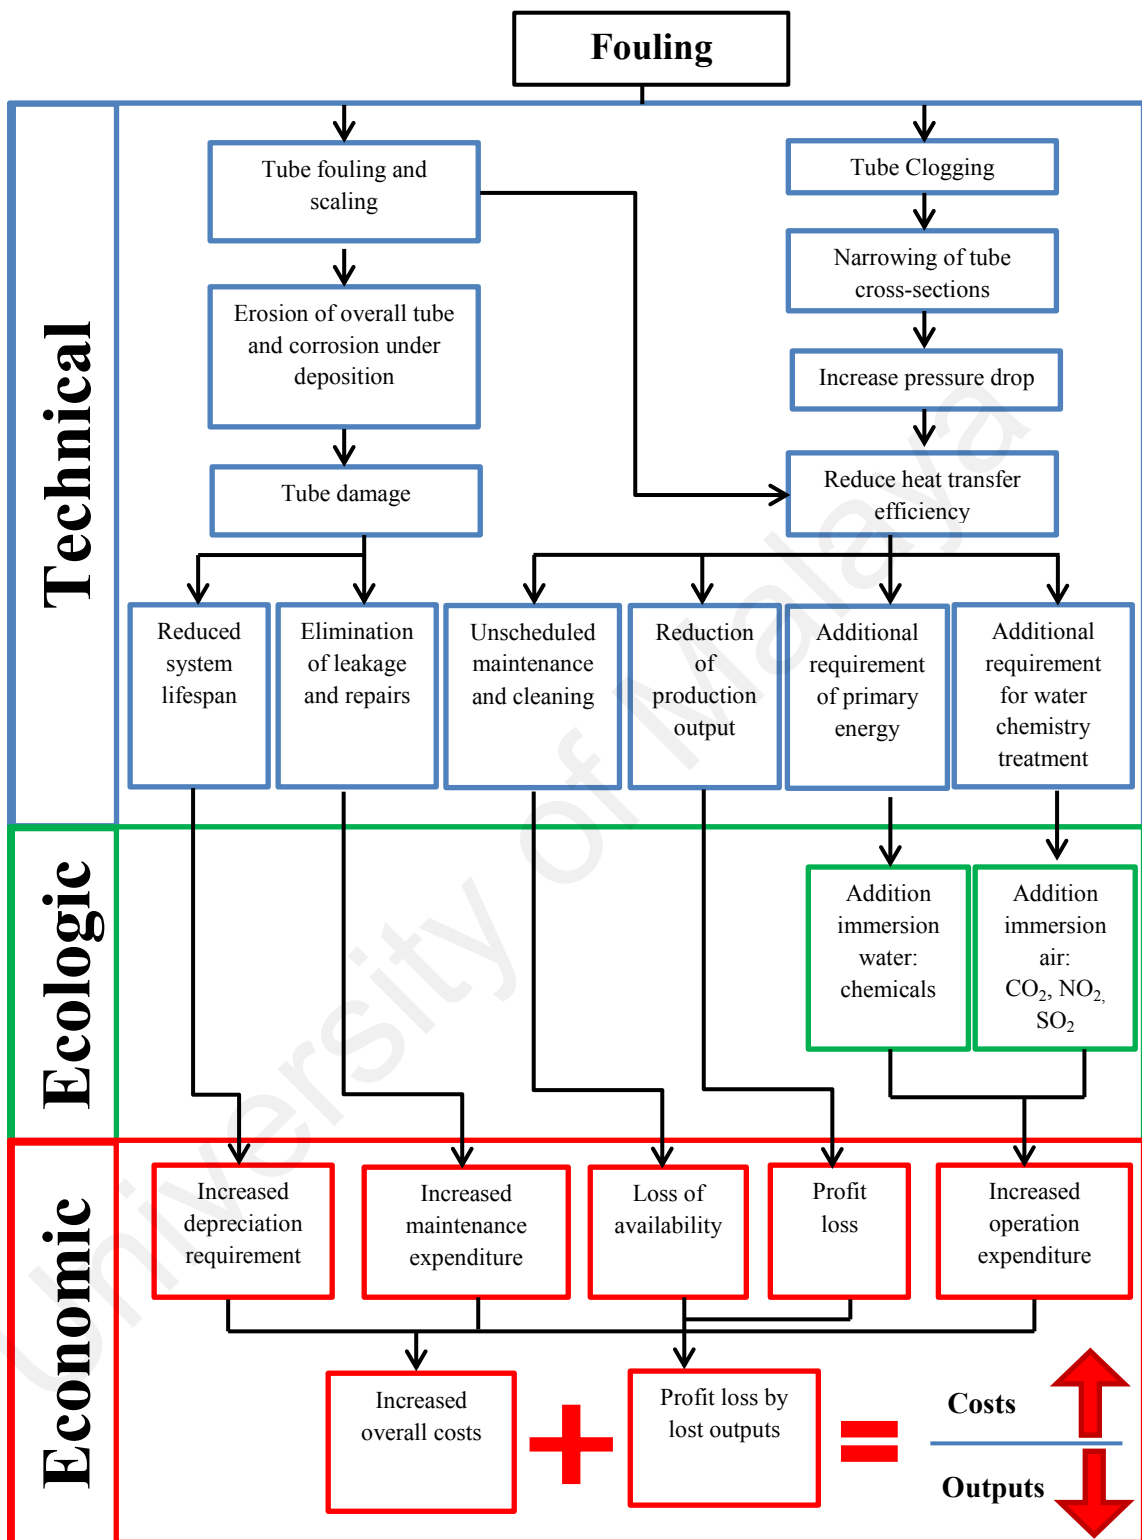 Fouling
Technical
Tube fouling and
scaling
Tube Clogging
Narrowing of tube
cross-sections
Erosion of overall tube
and corrosion under
deposition
Increase pressure drop
Tube damage
Reduce heat transfer
efficiency
Reduced
system
lifespan
Elimination
of leakage
and repairs
Unscheduled
maintenance
and cleaning
Reduction
of
production
output
Additional
requirement
of primary
energy
Additional
requirement
for water
chemistry
treatment
Ecologic
Addition
immersion
water:
chemicals
Addition
immersion
air:
CO₂, NO₂,
SO₂
Economic
Increased
depreciation
requirement
Increased
maintenance
expenditure
Loss of
availability
Profit
loss
Increased
operation
expenditure
Increased
overall costs
+
Profit loss by
lost outputs
=
Costs
Outputs
University of Malaya